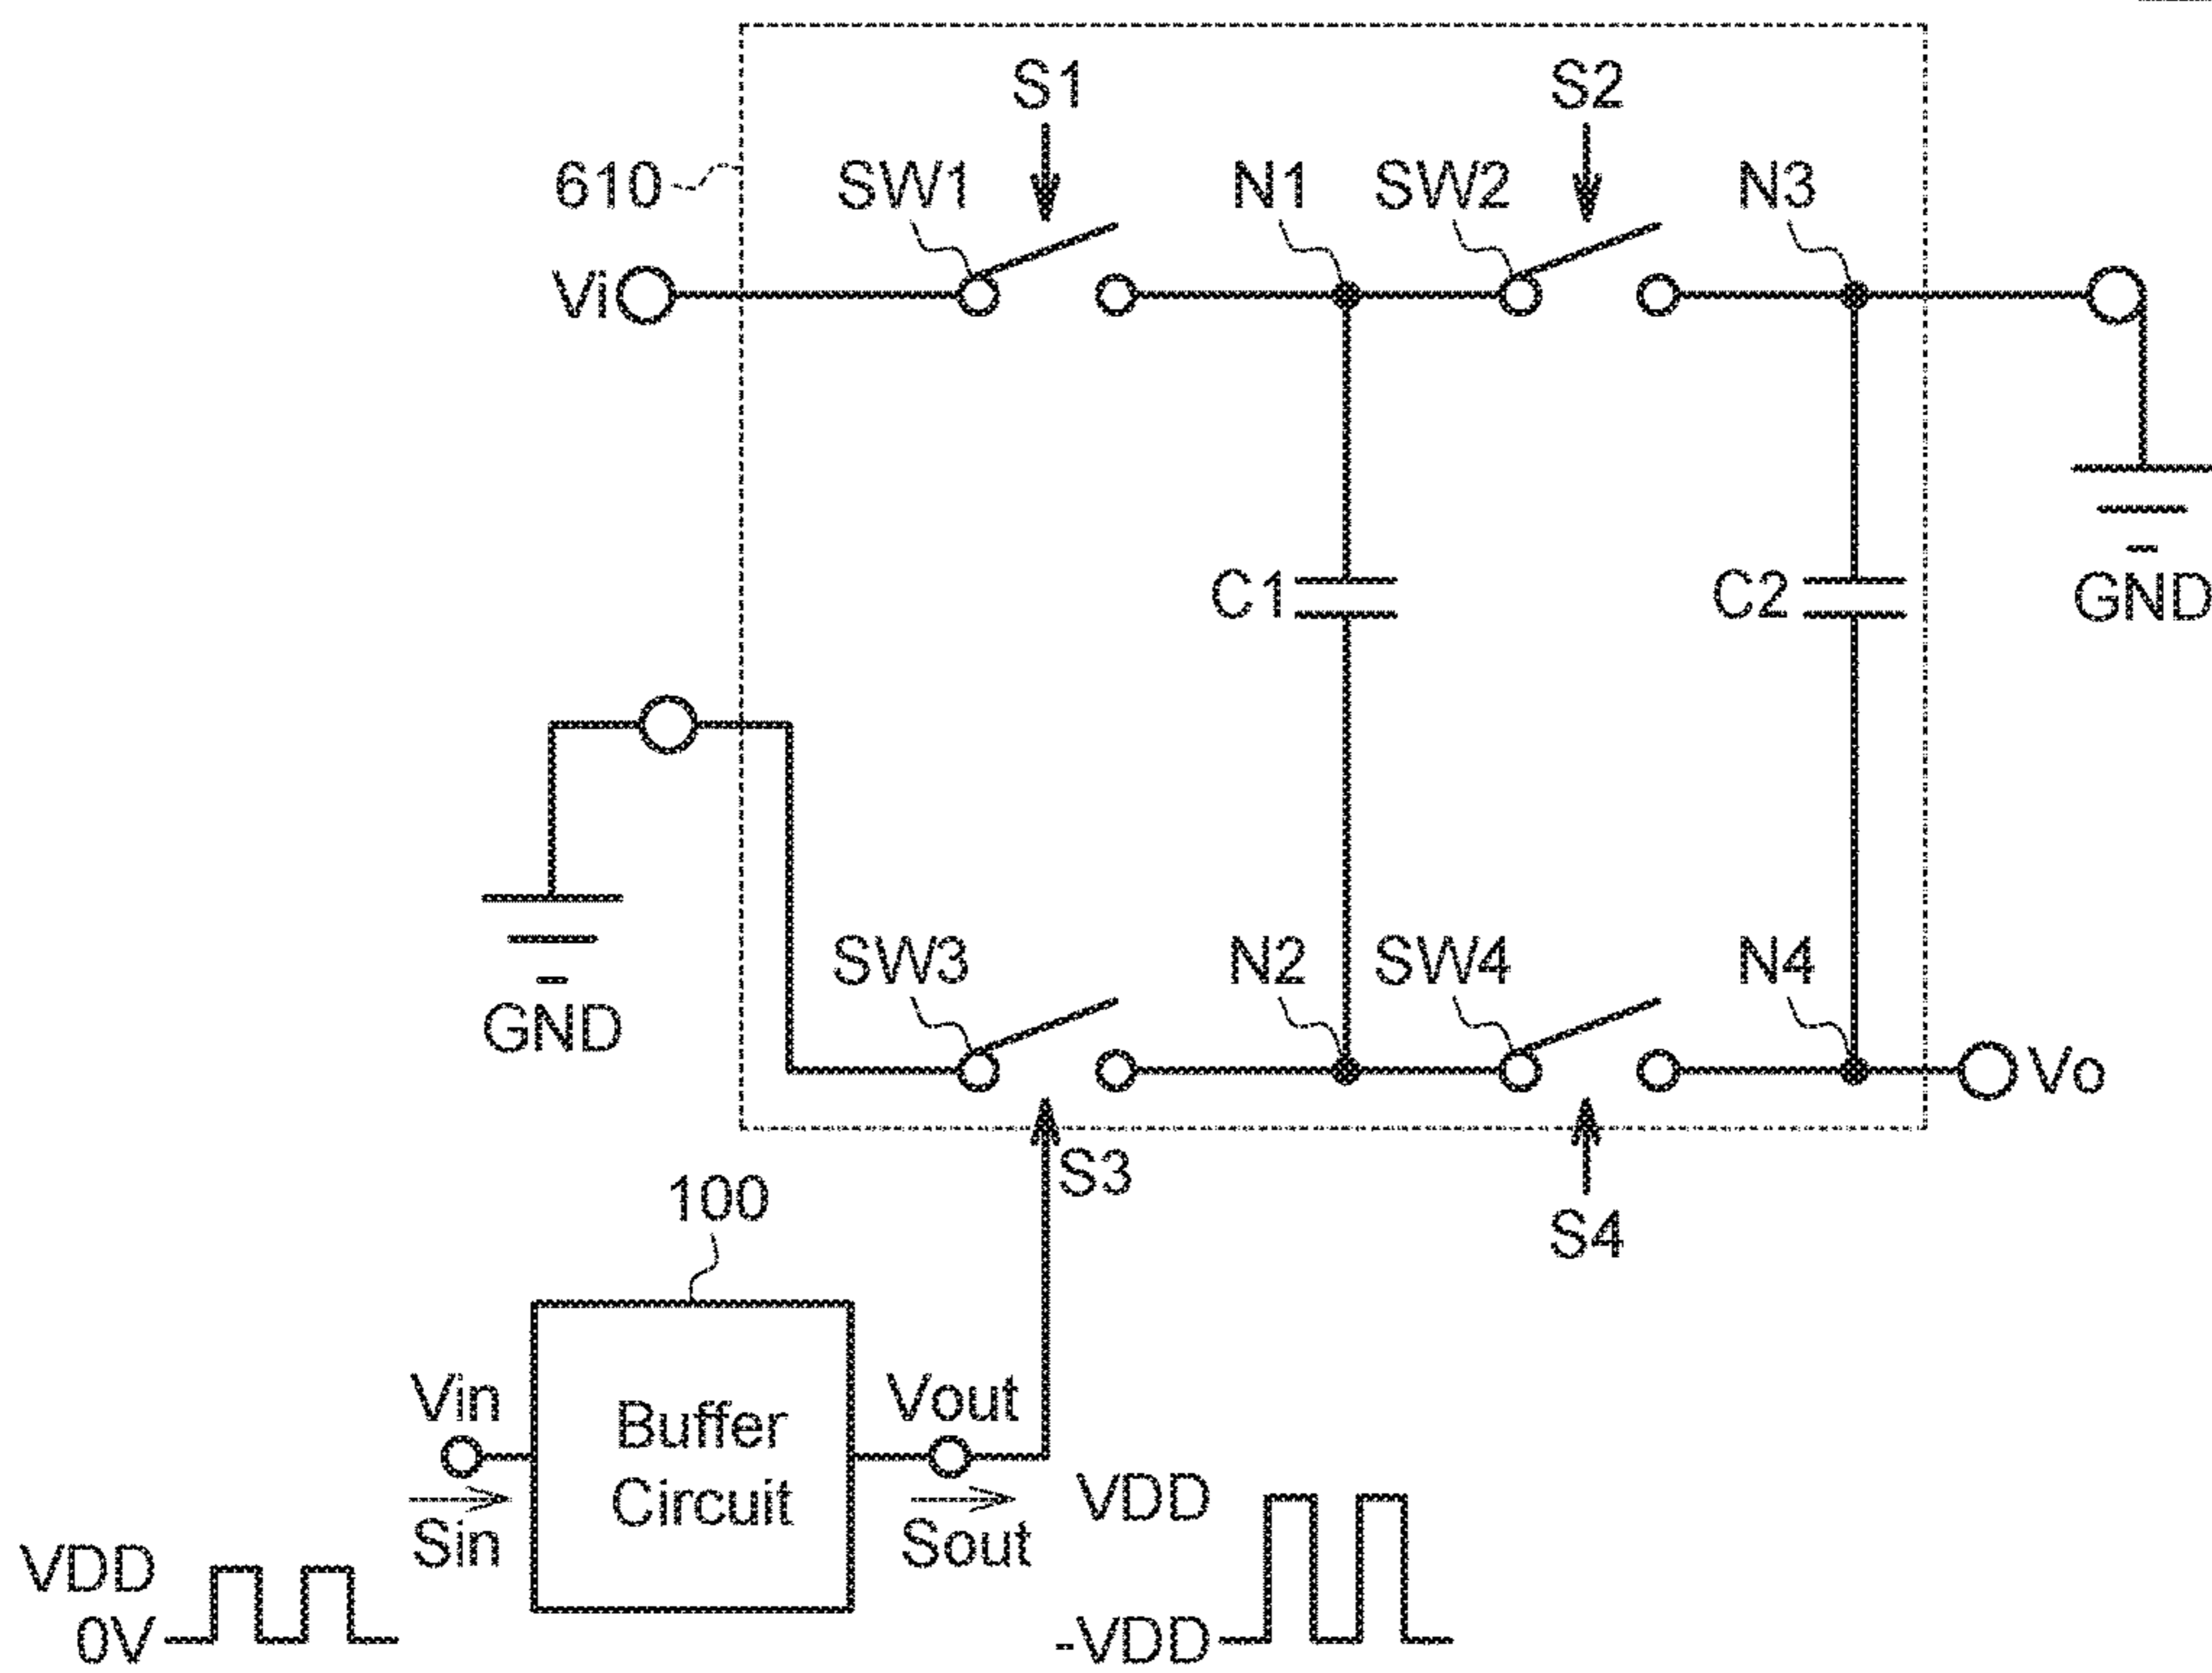 S1 S2
610 SW1 N1 SW2 N3
Vi
C1 C2 GND
SW3 N2 SW4 N4
GND
Vo
S3
100
S4
Vin Buffer Vout
Circuit
Sin Sout
VDD
VDD
0V
-VDD